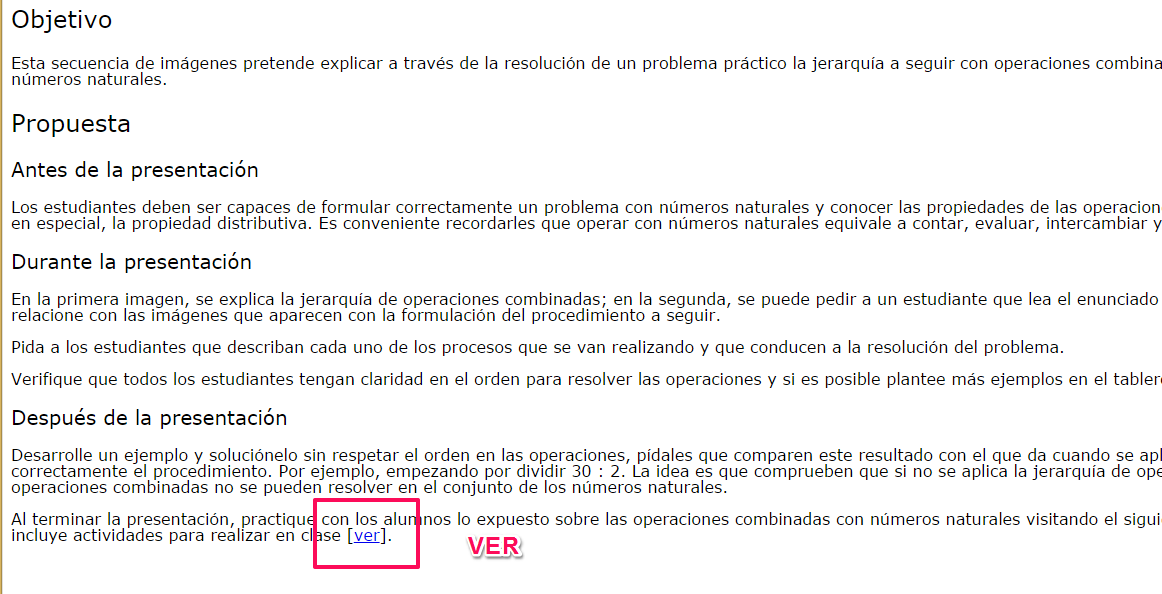 Objetivo
Esta secuencia de imágenes pretende explicar a través de la resolución de un problema práctico la jerarquía a seguir con operaciones combina
números naturales.
Propuesta
Antes de la presentación
Los estudiantes deben ser capaces de formular correctamente un problema con números naturales y conocer las propiedades de las operacion
en especial, la propiedad distributiva. Es conveniente recordarles que operar con números naturales equivale a contar, evaluar, intercambiar y
Durante la presentación
En la primera imagen, se explica la jerarquía de operaciones combinadas; en la segunda, se puede pedir a un estudiante que lea el enunciado
relacione con las imágenes que aparecen con la formulación del procedimiento a seguir.
Pida a los estudiantes que describan cada uno de los procesos que se van realizando y que conducen a la resolución del problema.
Verifique que todos los estudiantes tengan claridad en el orden para resolver las operaciones y si es posible plantee más ejemplos en el tablero
Después de la presentación
Desarrolle un ejemplo y soluciónelo sin respetar el orden en las operaciones, pídales que comparen este resultado con el que da cuando se apl
correctamente el procedimiento. Por ejemplo, empezando por dividir 30 : 2. La idea es que comprueben que si no se aplica la jerarquía de ope
operaciones combinadas no se pueden resolver en el conjunto de los números naturales.
Al terminar la presentación, practique con los alumnos lo expuesto sobre las operaciones combinadas con números naturales visitando el sigui
incluye actividades para realizar en clase [ver].
VER